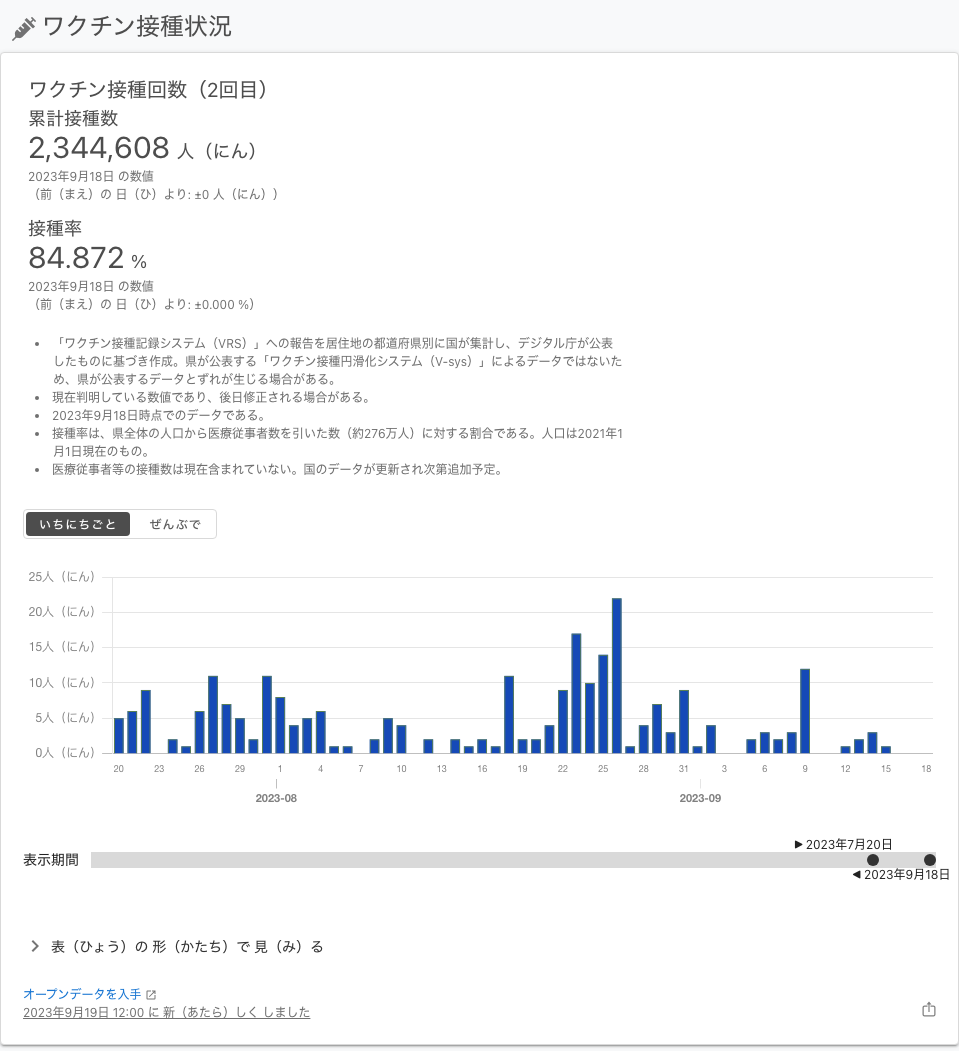 ワクチン接種状況
ワクチン接種回数（2回目）
累計接種数
2,344,608 人（にん）
2023年9月18日 の数値
（前（まえ）の 日（ひ）より: ±0 人（にん））
接種率
84.872 %
2023年9月18日 の数値
（前（まえ）の 日（ひ）より: ±0.000 %）
• 「ワクチン接種記録システム（VRS）」への報告を居住地の都道府県別に国が集計し、デジタル庁が公表
したものに基づき作成。県が公表する「ワクチン接種円滑化システム（V-sys）」によるデータではないた
め、県が公表するデータとずれが生じる場合がある。
• 現在判明している数値であり、後日修正される場合がある。
• 2023年9月18日時点でのデータである。
• 接種率は、県全体の人口から医療従事者数を引いた数（約276万人）に対する割合である。人口は2021年1
月1日現在のもの。
• 医療従事者等の接種数は現在含まれていない。国のデータが更新され次第追加予定。
いちにちごと ぜんぶで
25人（にん）
20人（にん）
15人（にん）
10人（にん）
5人（にん）
0人（にん）
20 23 26 29 1 4 7 10 13 16 19 22 25 28 31 3 6 9 12 15 18
2023-08 2023-09
▶ 2023年7月20日
表示期間
◀ 2023年9月18日
表（ひょう）の 形（かたち）で 見（み）る
オープンデータを入手
2023年9月19日 12:00 に 新（あたら）しく しました